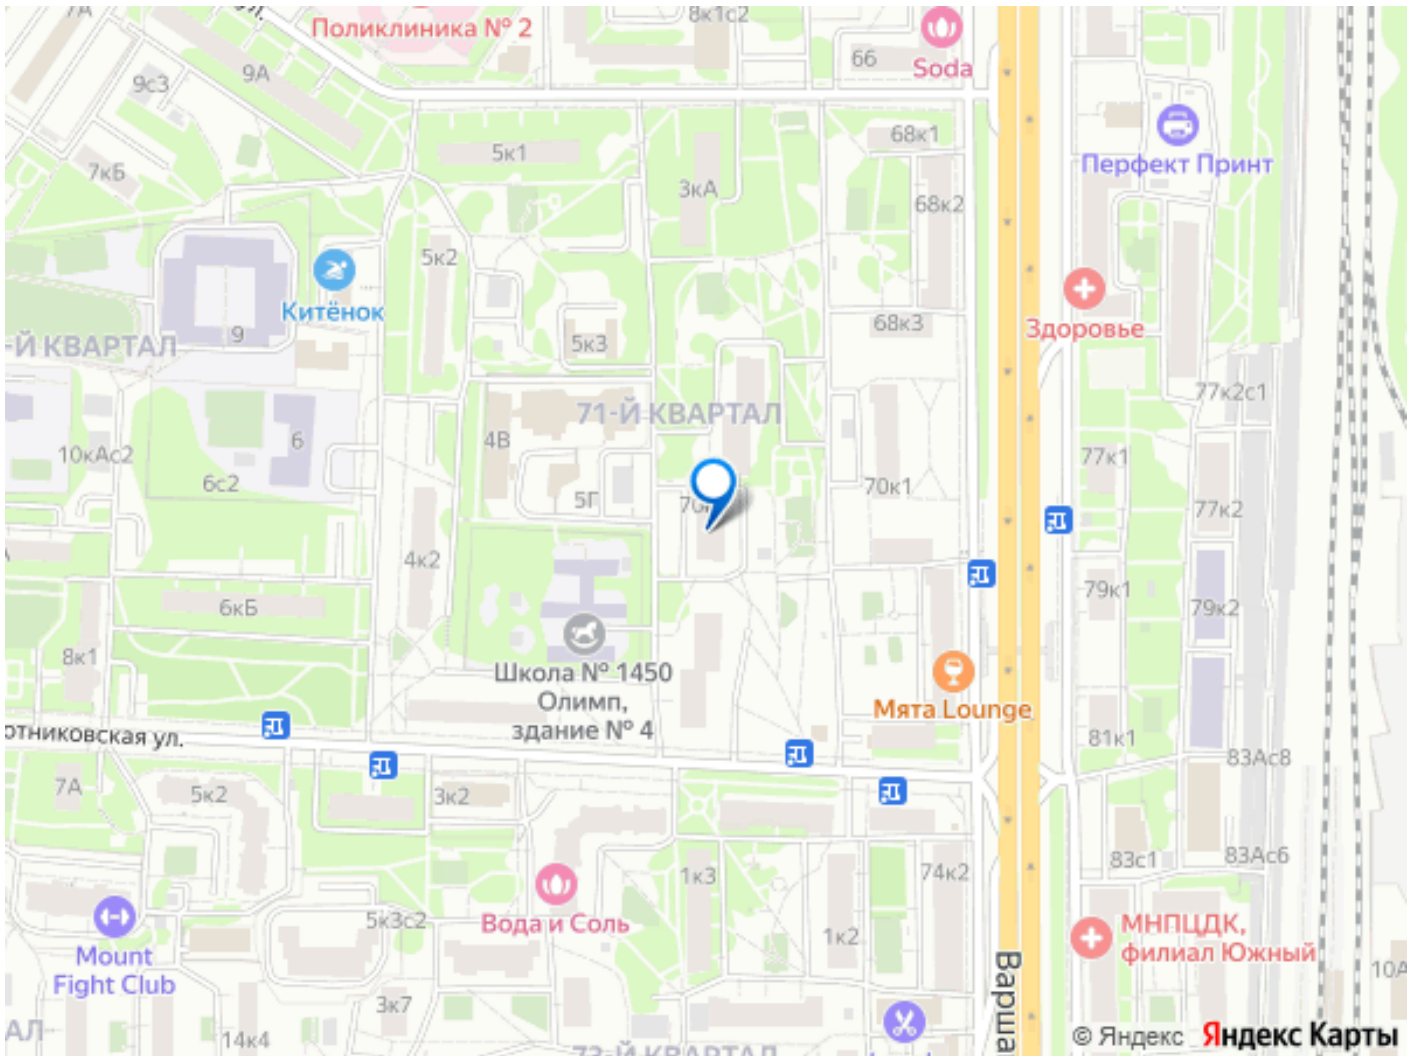 7А
ул.
Поликлиника № 2
8к1с2
66
Soda
9А
9с3
68к1
Перфект Принт
5к1
7кБ
3кА
68к2
5к2
Китёнок
Здоровье
9
68к3
5к3
-Й КВАРТАЛ
77к2с1
71-Й КВАРТАЛ
4В
6
10кАс2
77к1
6с2
70к1
5Г
77к2
4к2
79к1
6кБ
79к2
8к1
Школа № 1450
Олимп,
здание № 4
Мята Lounge
отниковская ул.
81к1
83Ас8
7А
5к2
3к2
83с1
83Ас6
1к3
74к2
5к3с2
Вода и Соль
1к2
МНПЦДК,
филиал Южный
Mount
Fight Club
Варша
10А
3к7
14к4
АЛ
73-Й КВАРТАЛ
© Яндекс Яндекс Карты